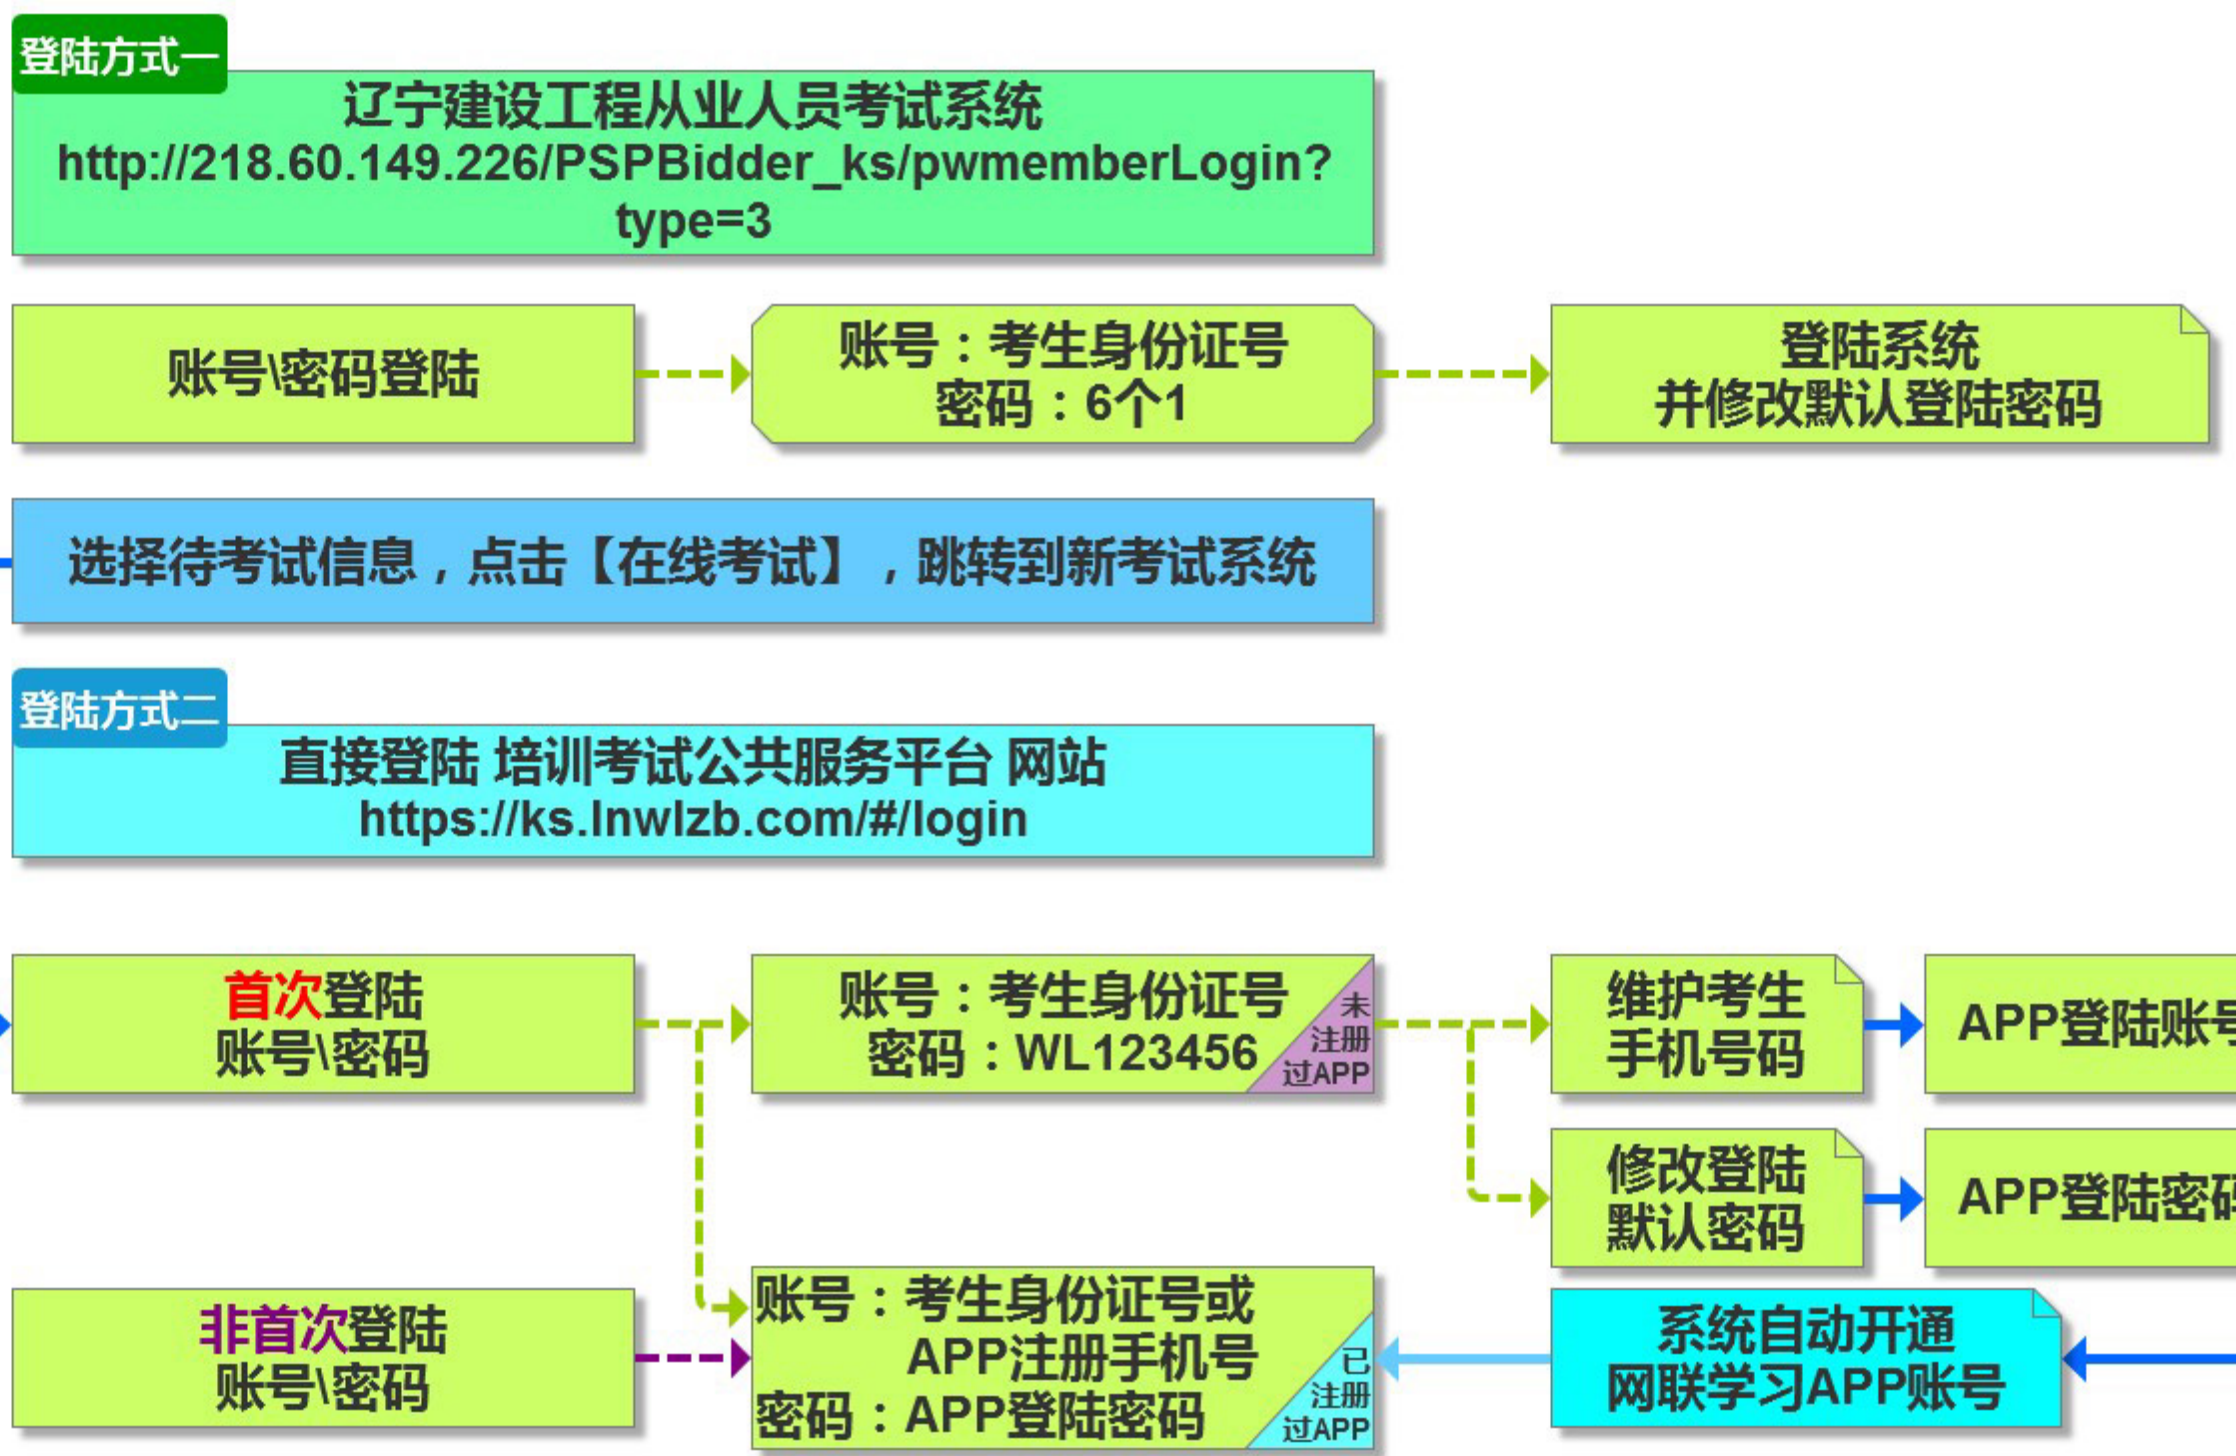 登陆方式一
辽宁建设工程从业人员考试系统
http://218.60.149.226/PSPBidder_ks/pwmemberLogin?
type=3
账号\密码登陆
账号：考生身份证号
密码：6个1
登陆系统
并修改默认登陆密码
选择待考试信息，点击【在线考试】，跳转到新考试系统
登陆方式二
直接登陆 培训考试公共服务平台 网站
https://ks.lnwlzb.com/#/login
首次登陆
账号\密码
账号：考生身份证号
密码：WL123456
未
注册
过APP
维护考生
手机号码
APP登陆账号
修改登陆
默认密码
APP登陆密码
非首次登陆
账号\密码
账号：考生身份证号或
APP注册手机号
密码：APP登陆密码
已
注册
过APP
系统自动开通
网联学习APP账号